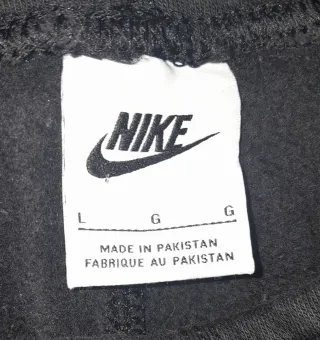 NIKE
L G G
MADE IN PAKISTAN
FABRIQUE AU PAKISTAN